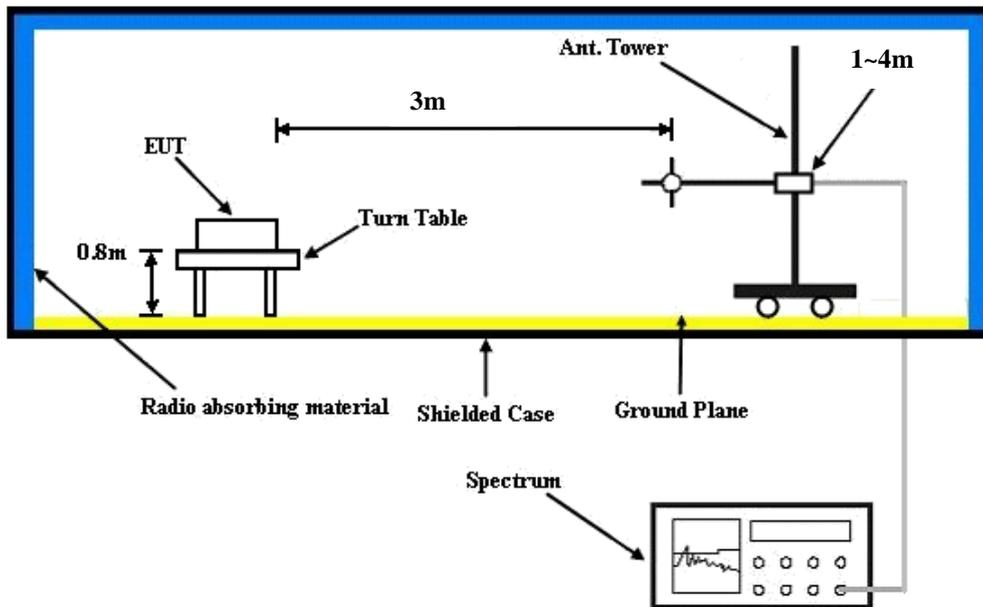 Ant. Tower
1~4m
3m
EUT
Turn Table
0.8m
Radio absorbing material
Shielded Case
Ground Plane
Spectrum